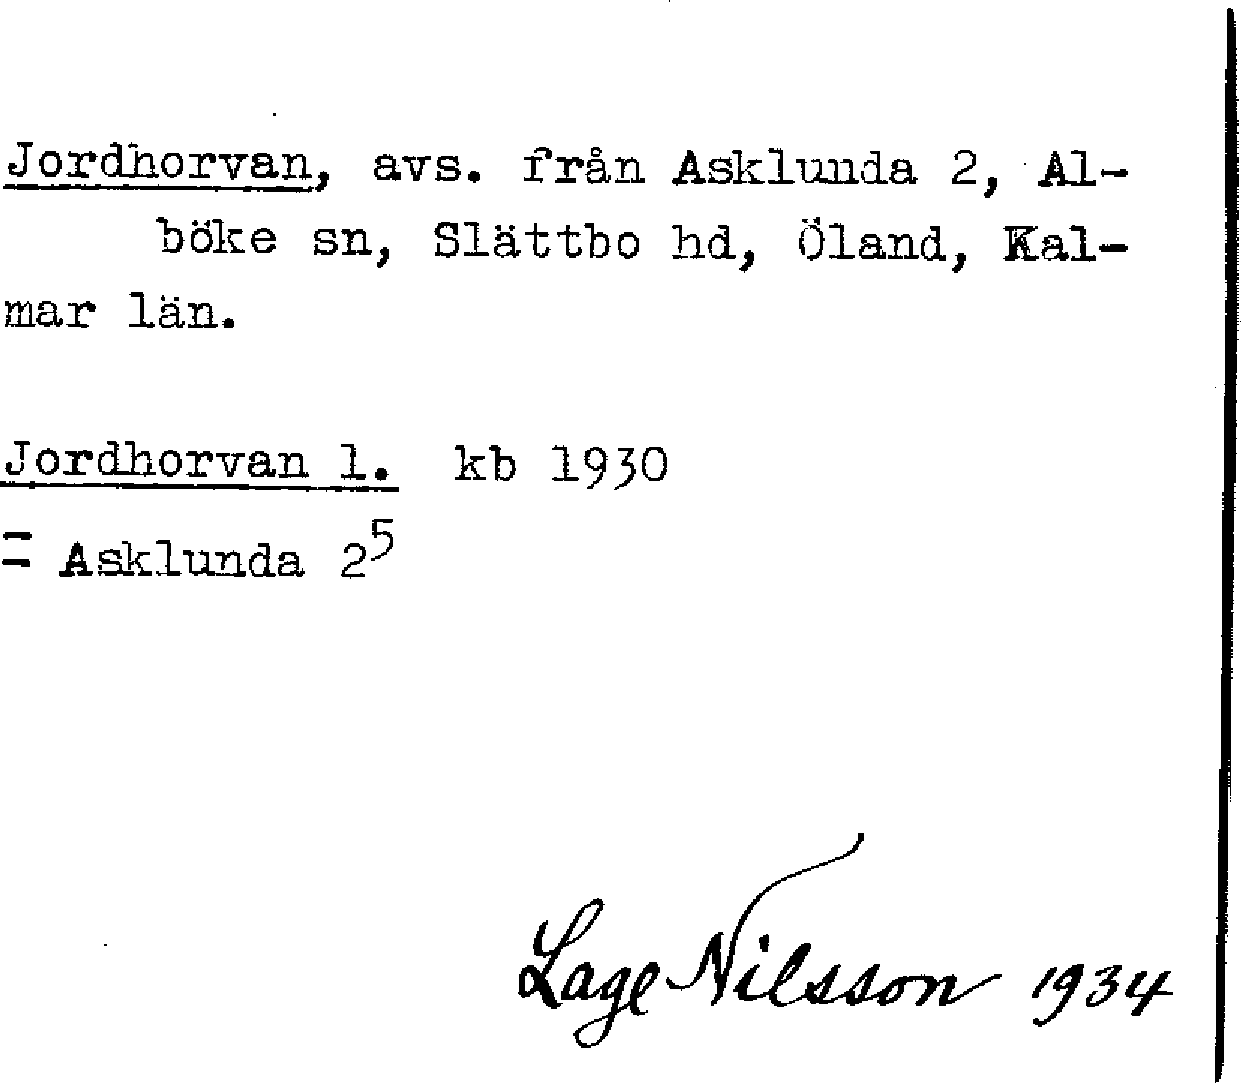 Jordhorvan, avs. från Asklunda 2, Al-
böke sn, Slättbo hd, Öland, Kal-
mar län.
Jordhorvan 1. kb 1930
= Asklunda 2⁵
Lage Nilsson 1934